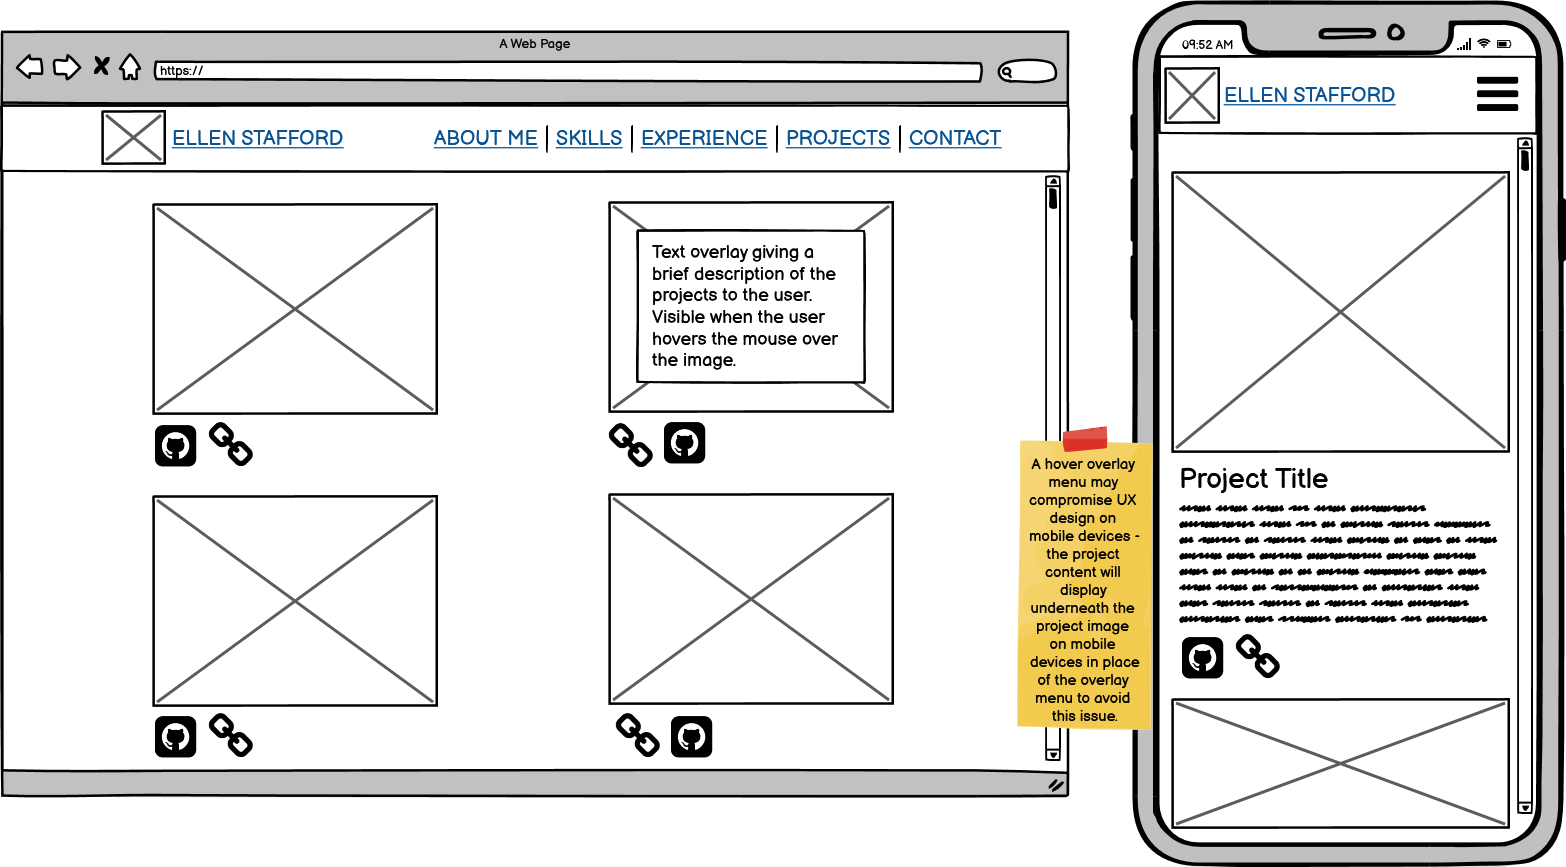 A Web Page
https://
ELLEN STAFFORD
ABOUT ME | SKILLS | EXPERIENCE | PROJECTS | CONTACT
Text overlay giving a
brief description of the
projects to the user.
Visible when the user
hovers the mouse over
the image.
A hover overlay
menu may
compromise UX
design on
mobile devices -
the project
content will
display
underneath the
project image
on mobile
devices in place
of the overlay
menu to avoid
this issue.
09:52 AM
ELLEN STAFFORD
Project Title